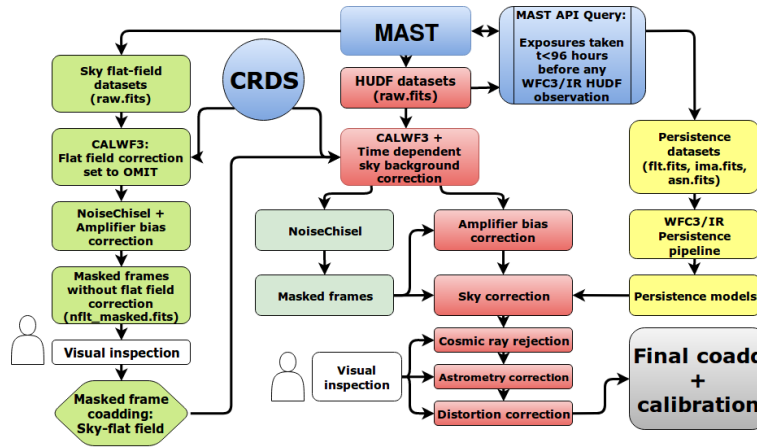 MAST
MAST API Query:
Exposures taken
t<96 hours
before any
WFC3/IR HUDF
observation
Sky flat-field
datasets
(raw.fits)
CRDS
HUDF datasets
(raw.fits)
CALWF3:
Flat field correction
set to OMIT
CALWF3 +
Time dependent
sky background
correction
Persistence
datasets
(flt.fits, ima.fits,
asn.fits)
NoiseChisel +
Amplifier bias
correction
NoiseChisel
Amplifier bias
correction
WFC3/IR
Persistence
pipeline
Masked frames
without flat field
correction
(nflt_masked.fits)
Masked frames
Sky correction
Persistence models
Visual inspection
Cosmic ray rejection
Visual
inspection
Astrometry correction
Distortion correction
Final coadd
+
calibration
Masked frame
coadding:
Sky-flat field